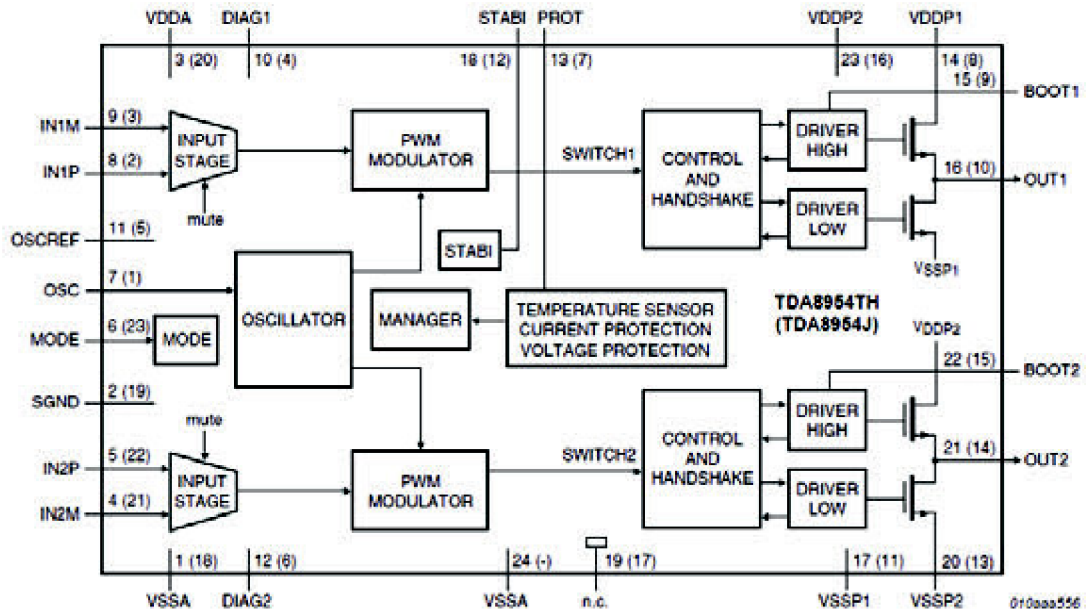 VDDA DIAG1 STABI PROT VDDP2 VDDP1
3 (20) 10 (4) 18 (12) 13 (7) 23 (16) 14 (8)
15 (9) BOOT1
IN1M 9 (3)
INPUT STAGE
PWM MODULATOR
SWITCH1
CONTROL AND HANDSHAKE
DRIVER HIGH
IN1P 8 (2)
16 (10) OUT1
mute
DRIVER LOW
OSCREF 11 (5)
STABI
VSSP1
OSC 7 (1)
OSCILLATOR
MANAGER
TEMPERATURE SENSOR
CURRENT PROTECTION
VOLTAGE PROTECTION
TDA8954TH
(TDA8954J)
MODE 6 (23)
MODE
VDDP2
22 (15) BOOT2
SGND 2 (19)
mute
DRIVER HIGH
IN2P 5 (22)
INPUT STAGE
PWM MODULATOR
SWITCH2
CONTROL AND HANDSHAKE
21 (14) OUT2
IN2M 4 (21)
DRIVER LOW
1 (18) 12 (6) 24 (-) 19 (17) 17 (11) 20 (13)
VSSA DIAG2 VSSA n.c. VSSP1 VSSP2
010aaa556